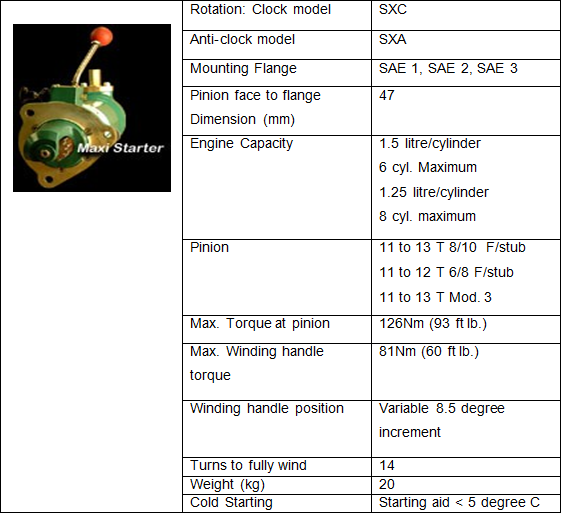 Maxi Starter
Rotation: Clock model
SXC
Anti-clock model
SXA
Mounting Flange
SAE 1, SAE 2, SAE 3
Pinion face to flange
Dimension (mm)
47
Engine Capacity
1.5 litre/cylinder
6 cyl. Maximum
1.25 litre/cylinder
8 cyl. maximum
Pinion
11 to 13 T 8/10 F/stub
11 to 12 T 6/8 F/stub
11 to 13 T Mod. 3
Max. Torque at pinion
126Nm (93 ft lb.)
Max. Winding handle
torque
81Nm (60 ft lb.)
Winding handle position
Variable 8.5 degree
increment
Turns to fully wind
14
Weight (kg)
20
Cold Starting
Starting aid < 5 degree C